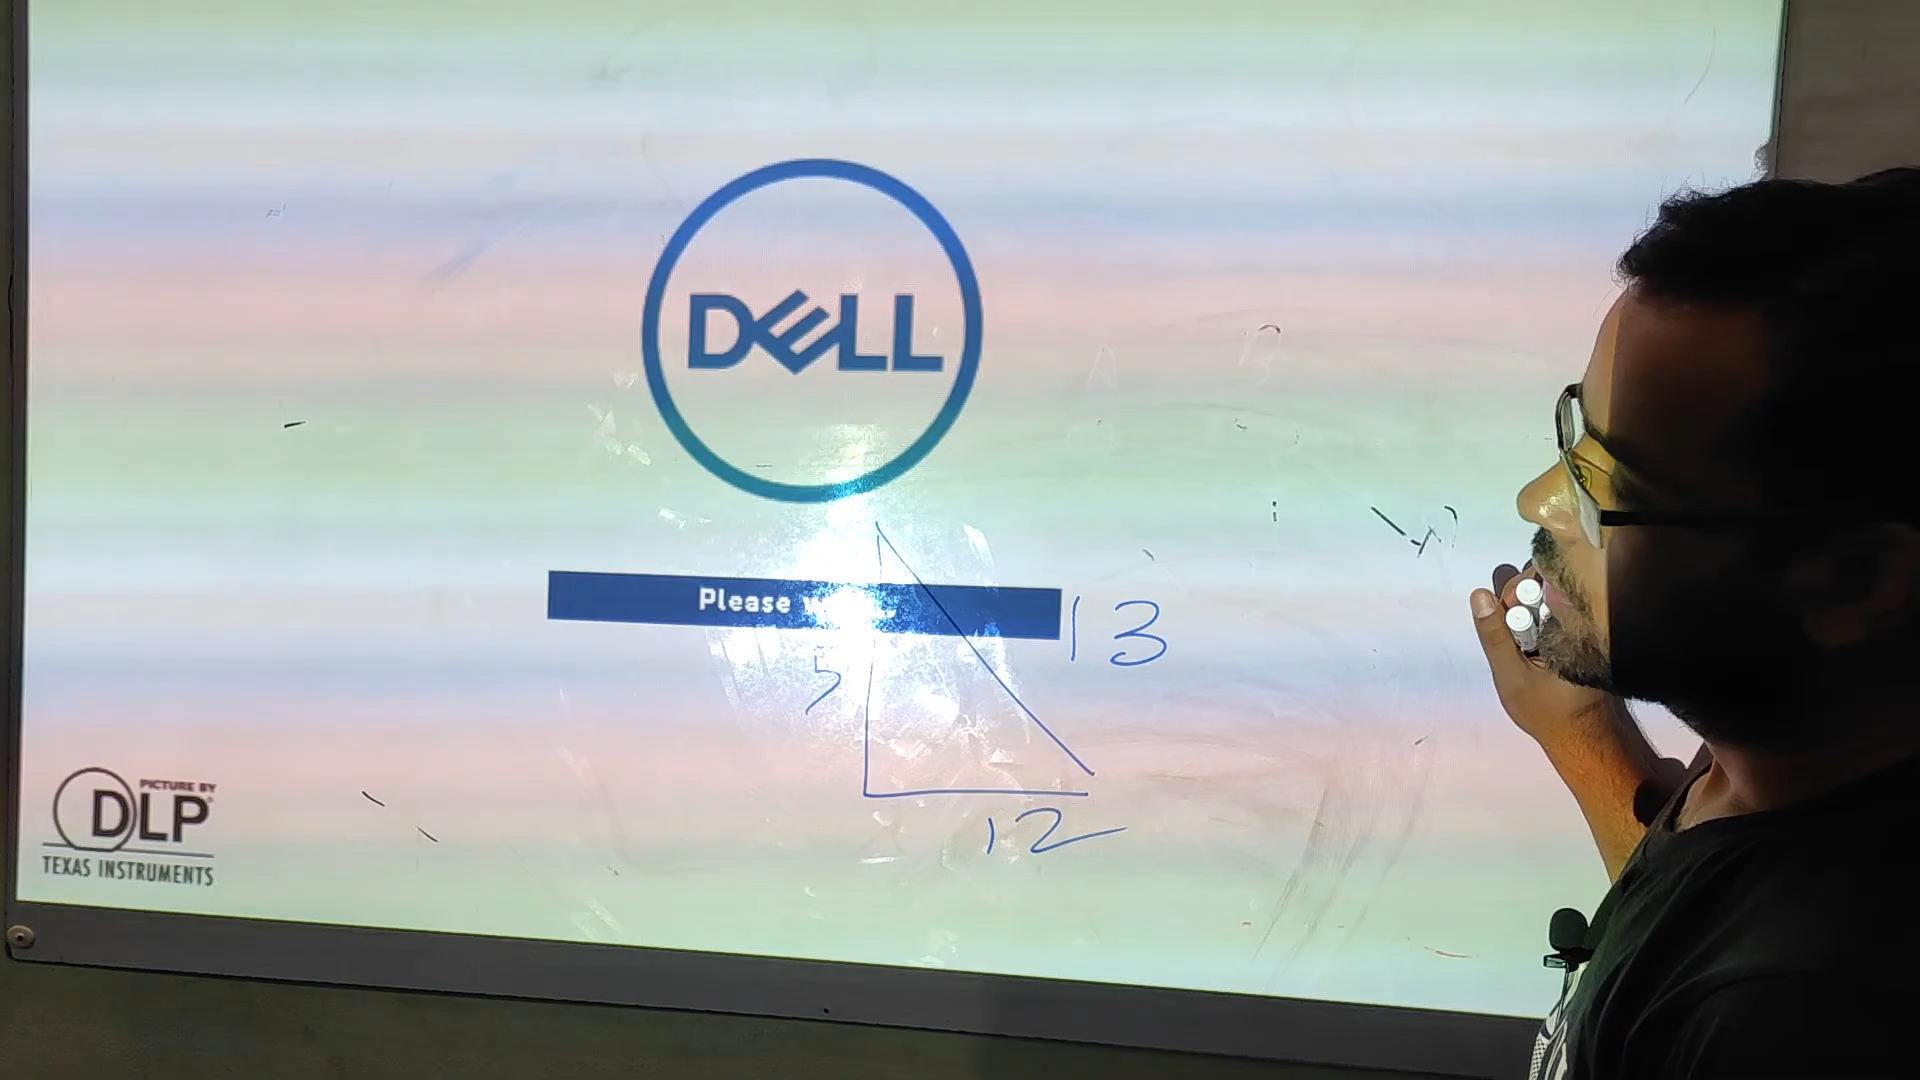 DELL
Please
13
5
12
PICTURE BY
DLP
TEXAS INSTRUMENTS